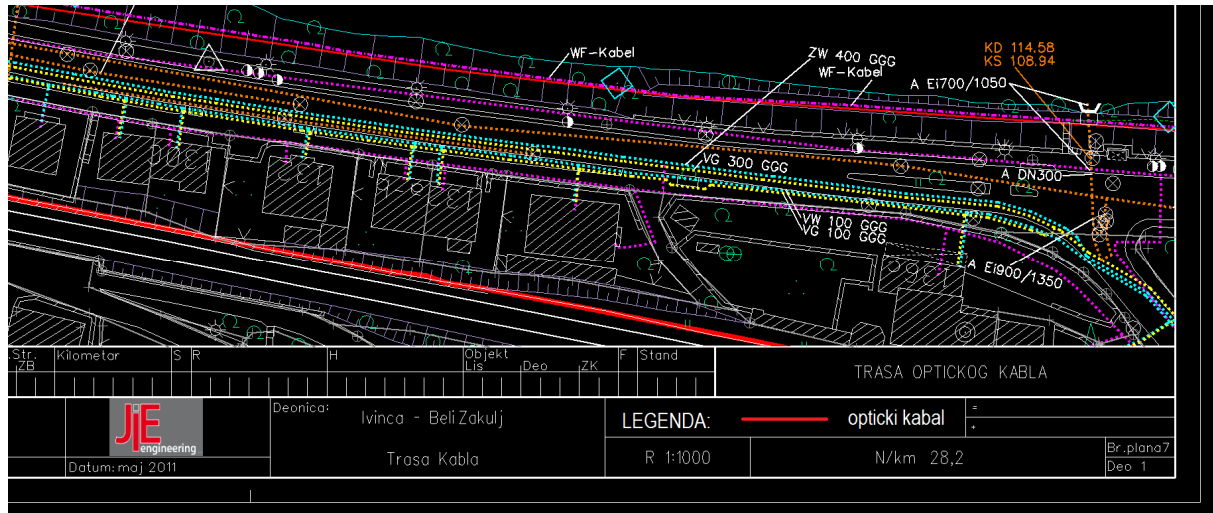 WF-Kabel
ZW 400 GGG
WF-Kabel
KD 114.58
KS 108.94
A Ei700/1050
VG 300 GGG
A DN300
VW 100 GGG
VG 100 GGG
A Ei900/1350
.Str.
ZB
Kilometar
S
R
H
Objekt
Lis
Deo
ZK
F
Stand
TRASA OPTICKOG KABLA
JiE
engineering
Datum: maj 2011
Deonica:
Ivinca - Beli Zakulj
Trasa Kabla
LEGENDA:
opticki kabal
=
+
R 1:1000
N/km 28,2
Br.plana7
Deo 1